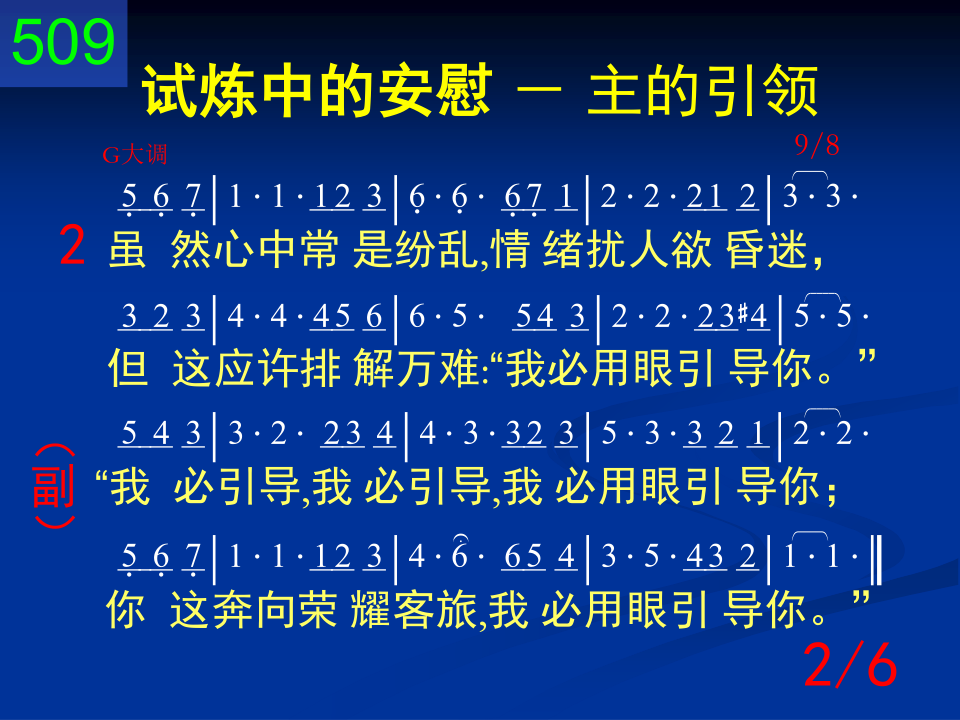 509
试炼中的安慰 － 主的引领
G大调 9/8
5̣ 6̣ 7̣|1·1·12 3|6̣·6̣· 6̣7̣ 1|2·2·21 2|3·3·
2 虽 然心中常 是纷乱,情 绪扰人欲 昏迷,
3 2 3|4·4·45 6|6·5· 54 3|2·2·23#4|5·5·
但 这应许排 解万难:“我必用眼引 导你。”
5 4 3|3·2· 23 4|4·3·32 3|5·3·3 2 1|2·2·
（副） “我 必引导,我 必引导,我 必用眼引 导你；
5̣ 6̣ 7̣|1·1·12 3|4·6· 65 4|3·5·43 2|1·1·‖
你 这奔向荣 耀客旅,我 必用眼引 导你。”
2/6